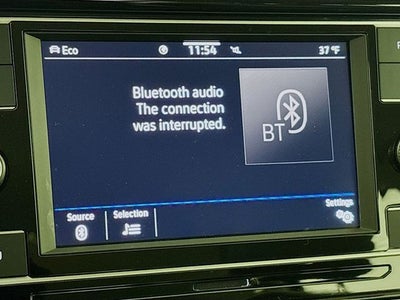 Eco
11:54
37 °F
Bluetooth audio
The connection
was interrupted.
BT
Source
Selection
Settings